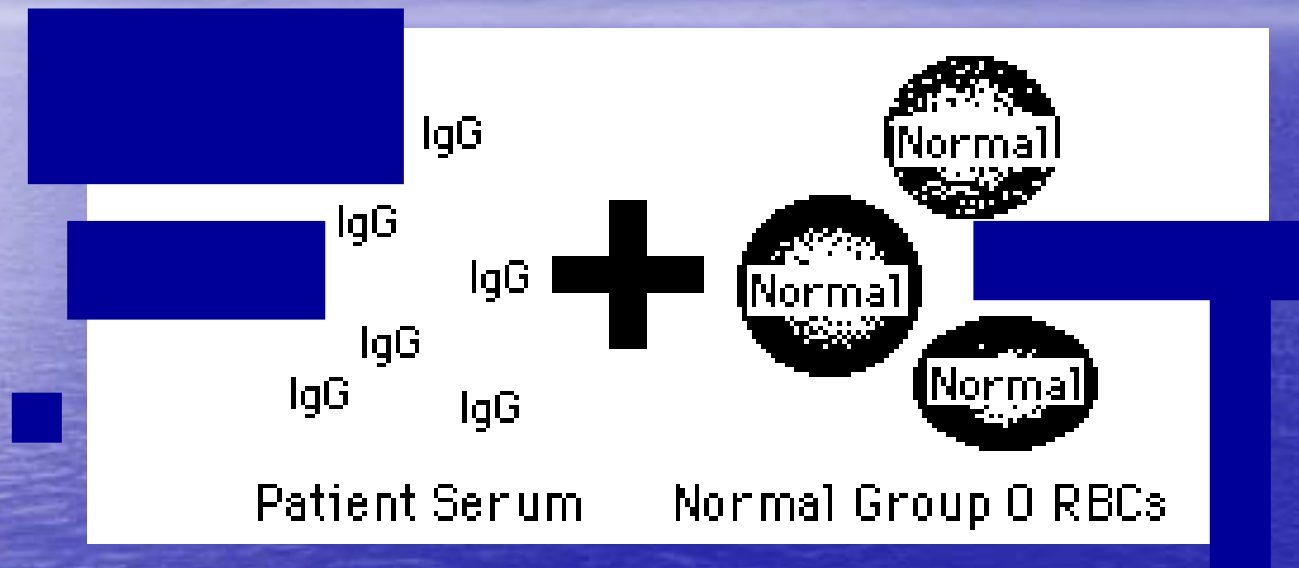 IgG
Normal
IgG
IgG
Normal
IgG
Normal
IgG
IgG
Patient Serum
Normal Group O RBCs